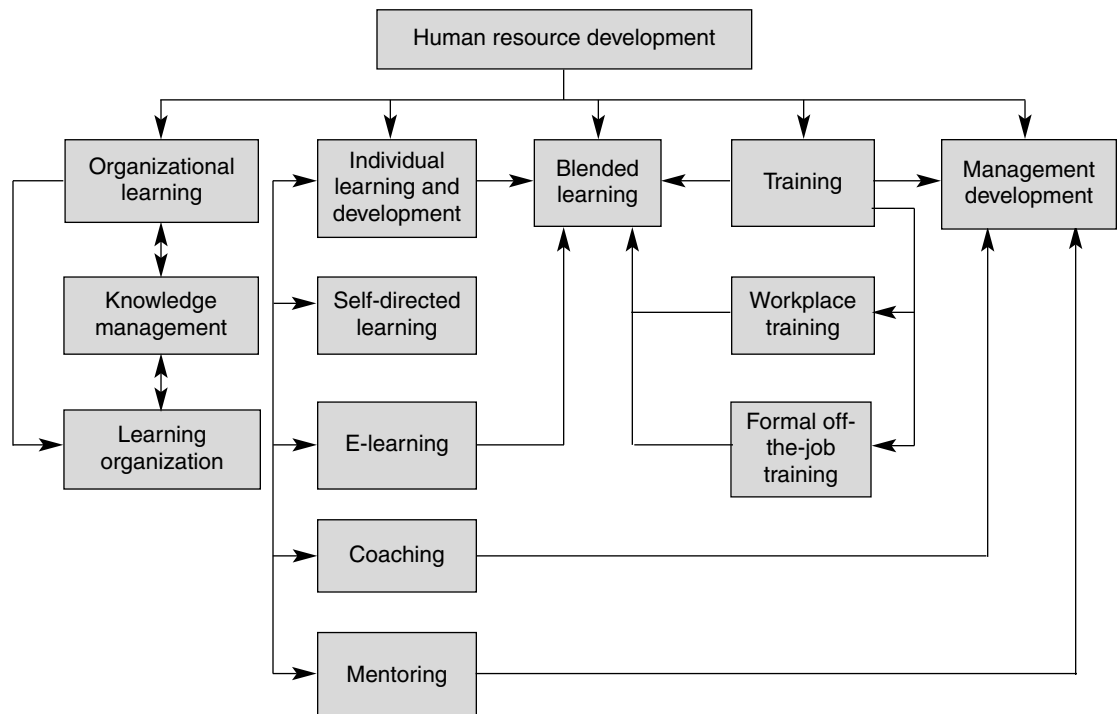 Human resource development
Organizational
learning
Individual
learning and
development
Blended
learning
Training
Management
development
Knowledge
management
Self-directed
learning
Workplace
training
Learning
organization
E-learning
Formal off-
the-job
training
Coaching
Mentoring